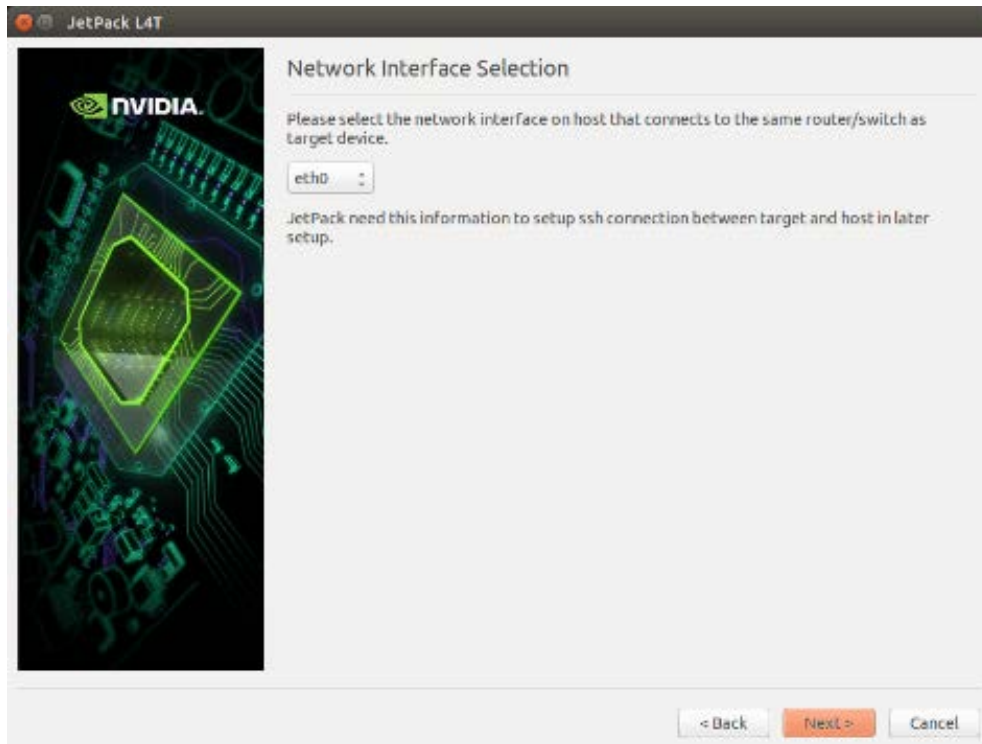 JetPack L4T
NVIDIA.
Network Interface Selection
Please select the network interface on host that connects to the same router/switch as
target device.
eth0
JetPack need this information to setup ssh connection between target and host in later
setup.
< Back
Next >
Cancel